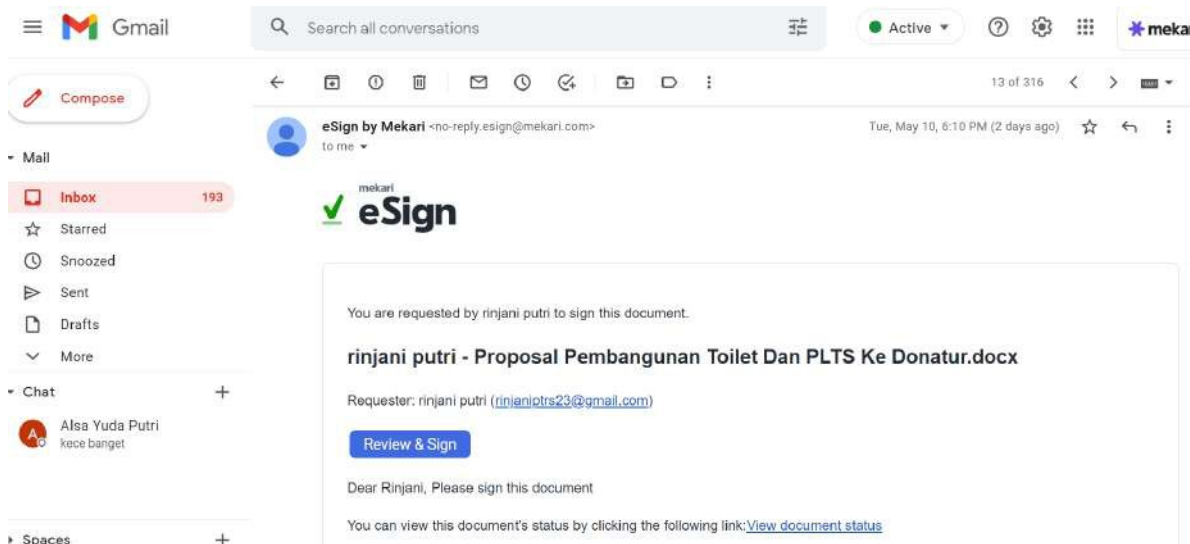 Gmail
Search all conversations
Active
mekar
Compose
13 of 316
eSign by Mekari <no-reply.esign@mekari.com>
Tue, May 10, 6:10 PM (2 days ago)
to me
Mail
Inbox 193
Starred
Snoozed
Sent
Drafts
More
Chat
Alsa Yuda Putri
kece banget
Spaces
mekari
eSign
You are requested by rinjani putri to sign this document.
rinjani putri - Proposal Pembangunan Toilet Dan PLTS Ke Donatur.docx
Requester: rinjani putri (rinjaniptrs23@gmail.com)
Review & Sign
Dear Rinjani, Please sign this document
You can view this document's status by clicking the following link:View document status